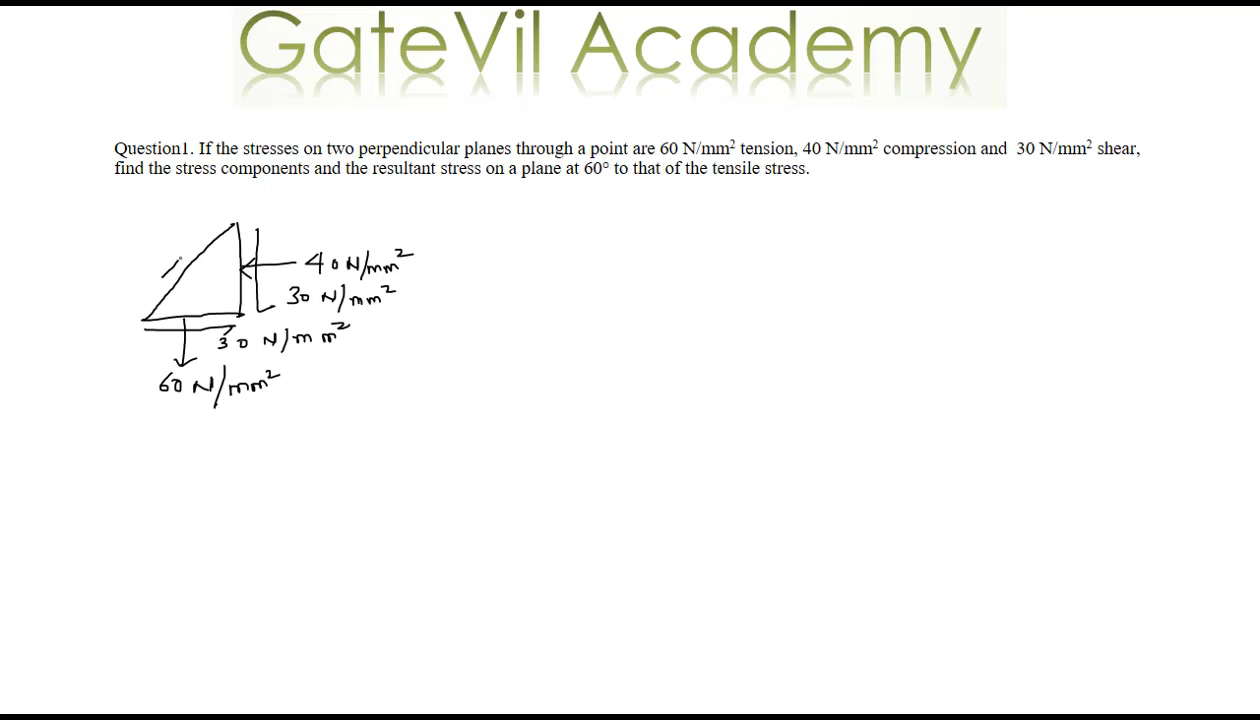 GateVil Academy
Question1. If the stresses on two perpendicular planes through a point are 60 N/mm² tension, 40 N/mm² compression and  30 N/mm² shear,
find the stress components and the resultant stress on a plane at 60° to that of the tensile stress.
40 N/mm²
30 N/mm²
30 N/mm²
60 N/mm²